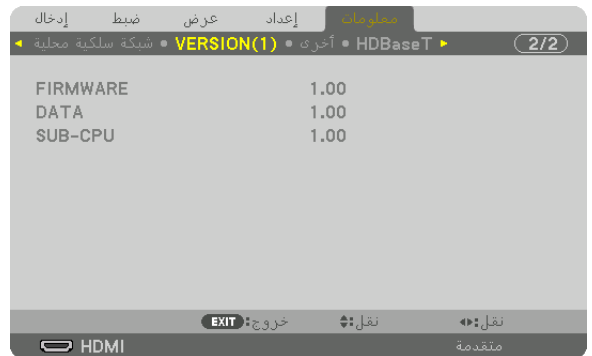 إدخال ضبط عرض إعداد معلومات
◄ شبكة سلكية محلية • VERSION(1) • أخرى • HDBaseT ► 2/2
FIRMWARE 1.00
DATA 1.00
SUB-CPU 1.00
EXIT:خروج نقل:♦ نقل:◄►
HDMI متقدمة